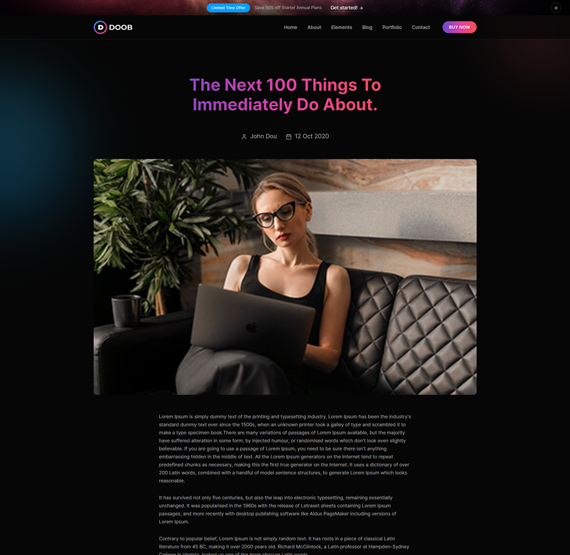 Limited Time Offer Save 50% off Starter Annual Plans Get started!
D DOOB Home About Elements Blog Portfolio Contact BUY NOW
The Next 100 Things To
Immediately Do About.
John Dou 12 Oct 2020
Lorem Ipsum is simply dummy text of the printing and typesetting industry. Lorem Ipsum has been the industry's
standard dummy text ever since the 1500s, when an unknown printer took a galley of type and scrambled it to
make a type specimen book.There are many variations of passages of Lorem Ipsum available, but the majority
have suffered alteration in some form, by injected humour, or randomised words which don't look even slightly
believable. If you are going to use a passage of Lorem Ipsum, you need to be sure there isn't anything
embarrassing hidden in the middle of text. All the Lorem Ipsum generators on the Internet tend to repeat
predefined chunks as necessary, making this the first true generator on the Internet. It uses a dictionary of over
200 Latin words, combined with a handful of model sentence structures, to generate Lorem Ipsum which looks
reasonable.
It has survived not only five centuries, but also the leap into electronic typesetting, remaining essentially
unchanged. It was popularised in the 1960s with the release of Letraset sheets containing Lorem Ipsum
passages, and more recently with desktop publishing software like Aldus PageMaker including versions of
Lorem Ipsum.
Contrary to popular belief, Lorem Ipsum is not simply random text. It has roots in a piece of classical Latin
literature from 45 BC, making it over 2000 years old. Richard McClintock, a Latin professor at Hampden-Sydney